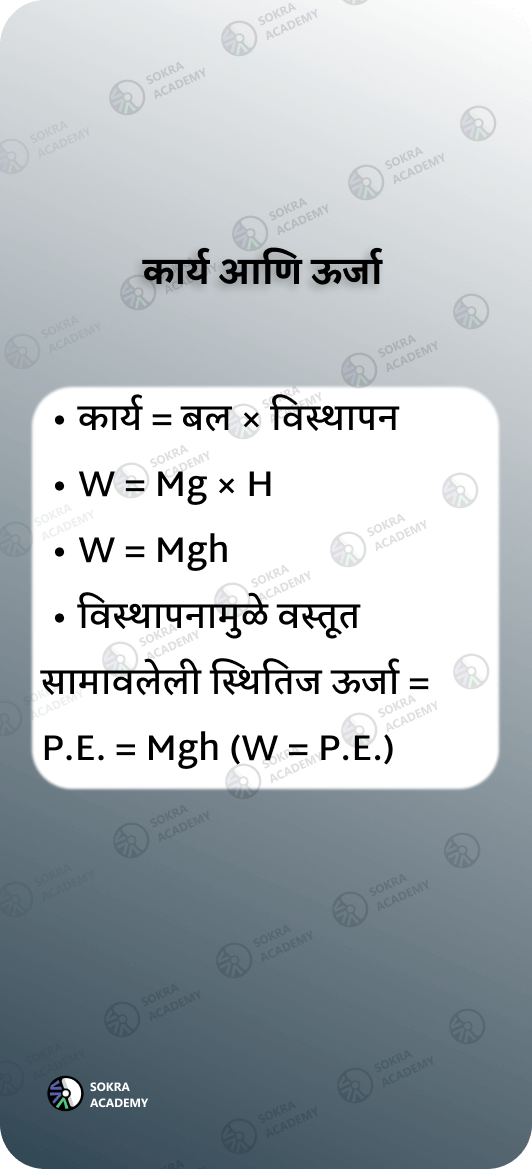 कार्य आणि ऊर्जा
• कार्य = बल × विस्थापन
• W = Mg × H
• W = Mgh
• विस्थापनामुळे वस्तूत
सामावलेली स्थितिज ऊर्जा =
P.E. = Mgh (W = P.E.)
SOKRA
ACADEMY